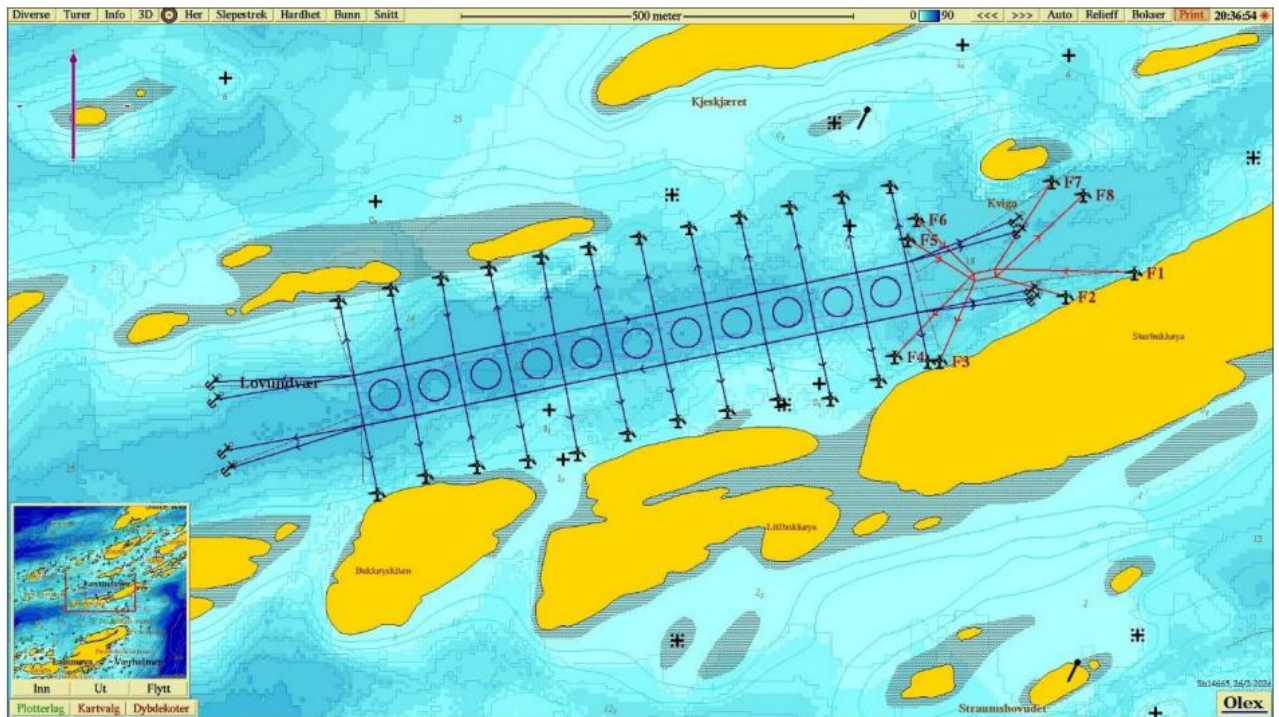 Diverse Turer Info 3D Her Slepestrek Hardhet Bunn Snitt 500 meter 0 90 <<< >>> Auto Relieff Bokser Print 20:36:54
Kjeskjæret
Kviga
F7
F8
F6
F5
F1
F2
Storbukkøya
F4
F3
Lovundvær
Litlbukkøya
Bukkøyskiten
Lovundvær
Inn Ut Flytt
Plotterlag Kartvalg Dybdekoter
Straumshovudet
Olex